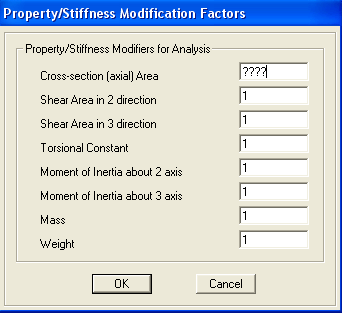 Property/Stiffness Modification Factors
Property/Stiffness Modifiers for Analysis
Cross-section (axial) Area ????
Shear Area in 2 direction 1
Shear Area in 3 direction 1
Torsional Constant 1
Moment of Inertia about 2 axis 1
Moment of Inertia about 3 axis 1
Mass 1
Weight 1
OK Cancel